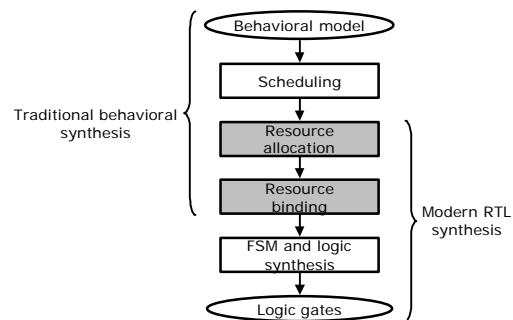 Behavioral model
Scheduling
Traditional behavioral
synthesis
Resource
allocation
Resource
binding
Modern RTL
synthesis
FSM and logic
synthesis
Logic gates